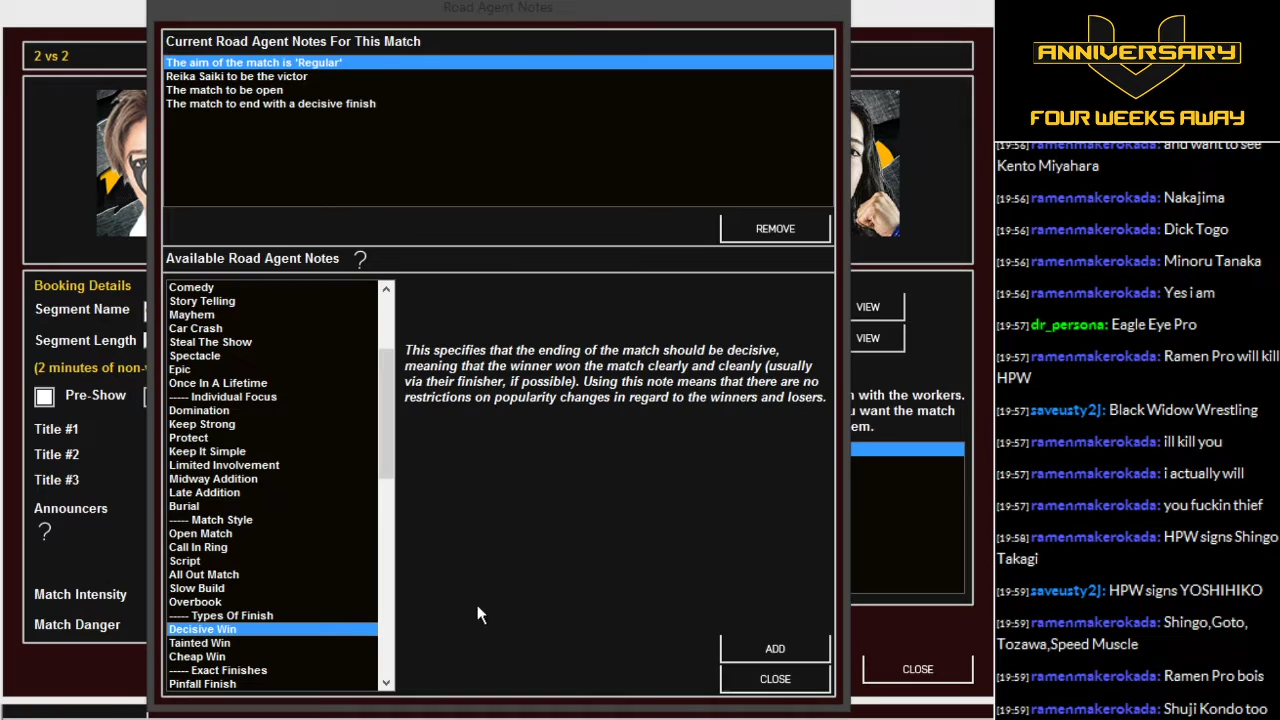 Road Agent Notes
Current Road Agent Notes For This Match
The aim of the match is 'Regular'
Reika Saiki to be the victor
The match to be open
The match to end with a decisive finish
REMOVE
Available Road Agent Notes ?
Comedy
Story Telling
Mayhem
Car Crash
Steal The Show
Spectacle
Epic
Once In A Lifetime
----- Individual Focus
Domination
Keep Strong
Protect
Keep It Simple
Limited Involvement
Midway Addition
Late Addition
Burial
----- Match Style
Open Match
Call In Ring
Script
All Out Match
Slow Build
Overbook
----- Types Of Finish
Decisive Win
Tainted Win
Cheap Win
----- Exact Finishes
Pinfall Finish
This specifies that the ending of the match should be decisive,
meaning that the winner won the match clearly and cleanly (usually
via their finisher, if possible). Using this note means that there are no
restrictions on popularity changes in regard to the winners and losers.
ADD
CLOSE
2 vs 2
Booking Details
Segment Name
Segment Length
(2 minutes of non-
Pre-Show
Title #1
Title #2
Title #3
Announcers
?
Match Intensity
Match Danger
VIEW
VIEW
with the workers.
u want the match
em.
CLOSE
ANNIVERSARY
FOUR WEEKS AWAY
[19:56] ramenmakerokada: and want to see
Kento Miyahara
[19:56] ramenmakerokada: Nakajima
[19:56] ramenmakerokada: Dick Togo
[19:56] ramenmakerokada: Minoru Tanaka
[19:56] ramenmakerokada: Yes i am
[19:57] dr_persona: Eagle Eye Pro
[19:57] ramenmakerokada: Ramen Pro will kill
HPW
[19:57] saveusty2J: Black Widow Wrestling
[19:57] ramenmakerokada: ill kill you
[19:57] ramenmakerokada: i actually will
[19:57] ramenmakerokada: you fuckin thief
[19:58] ramenmakerokada: HPW signs Shingo
Takagi
[19:59] saveusty2J: HPW signs YOSHIHIKO
[19:59] ramenmakerokada: Shingo,Goto,
Tozawa,Speed Muscle
[19:59] ramenmakerokada: Ramen Pro bois
[19:59] ramenmakerokada: Shuji Kondo too